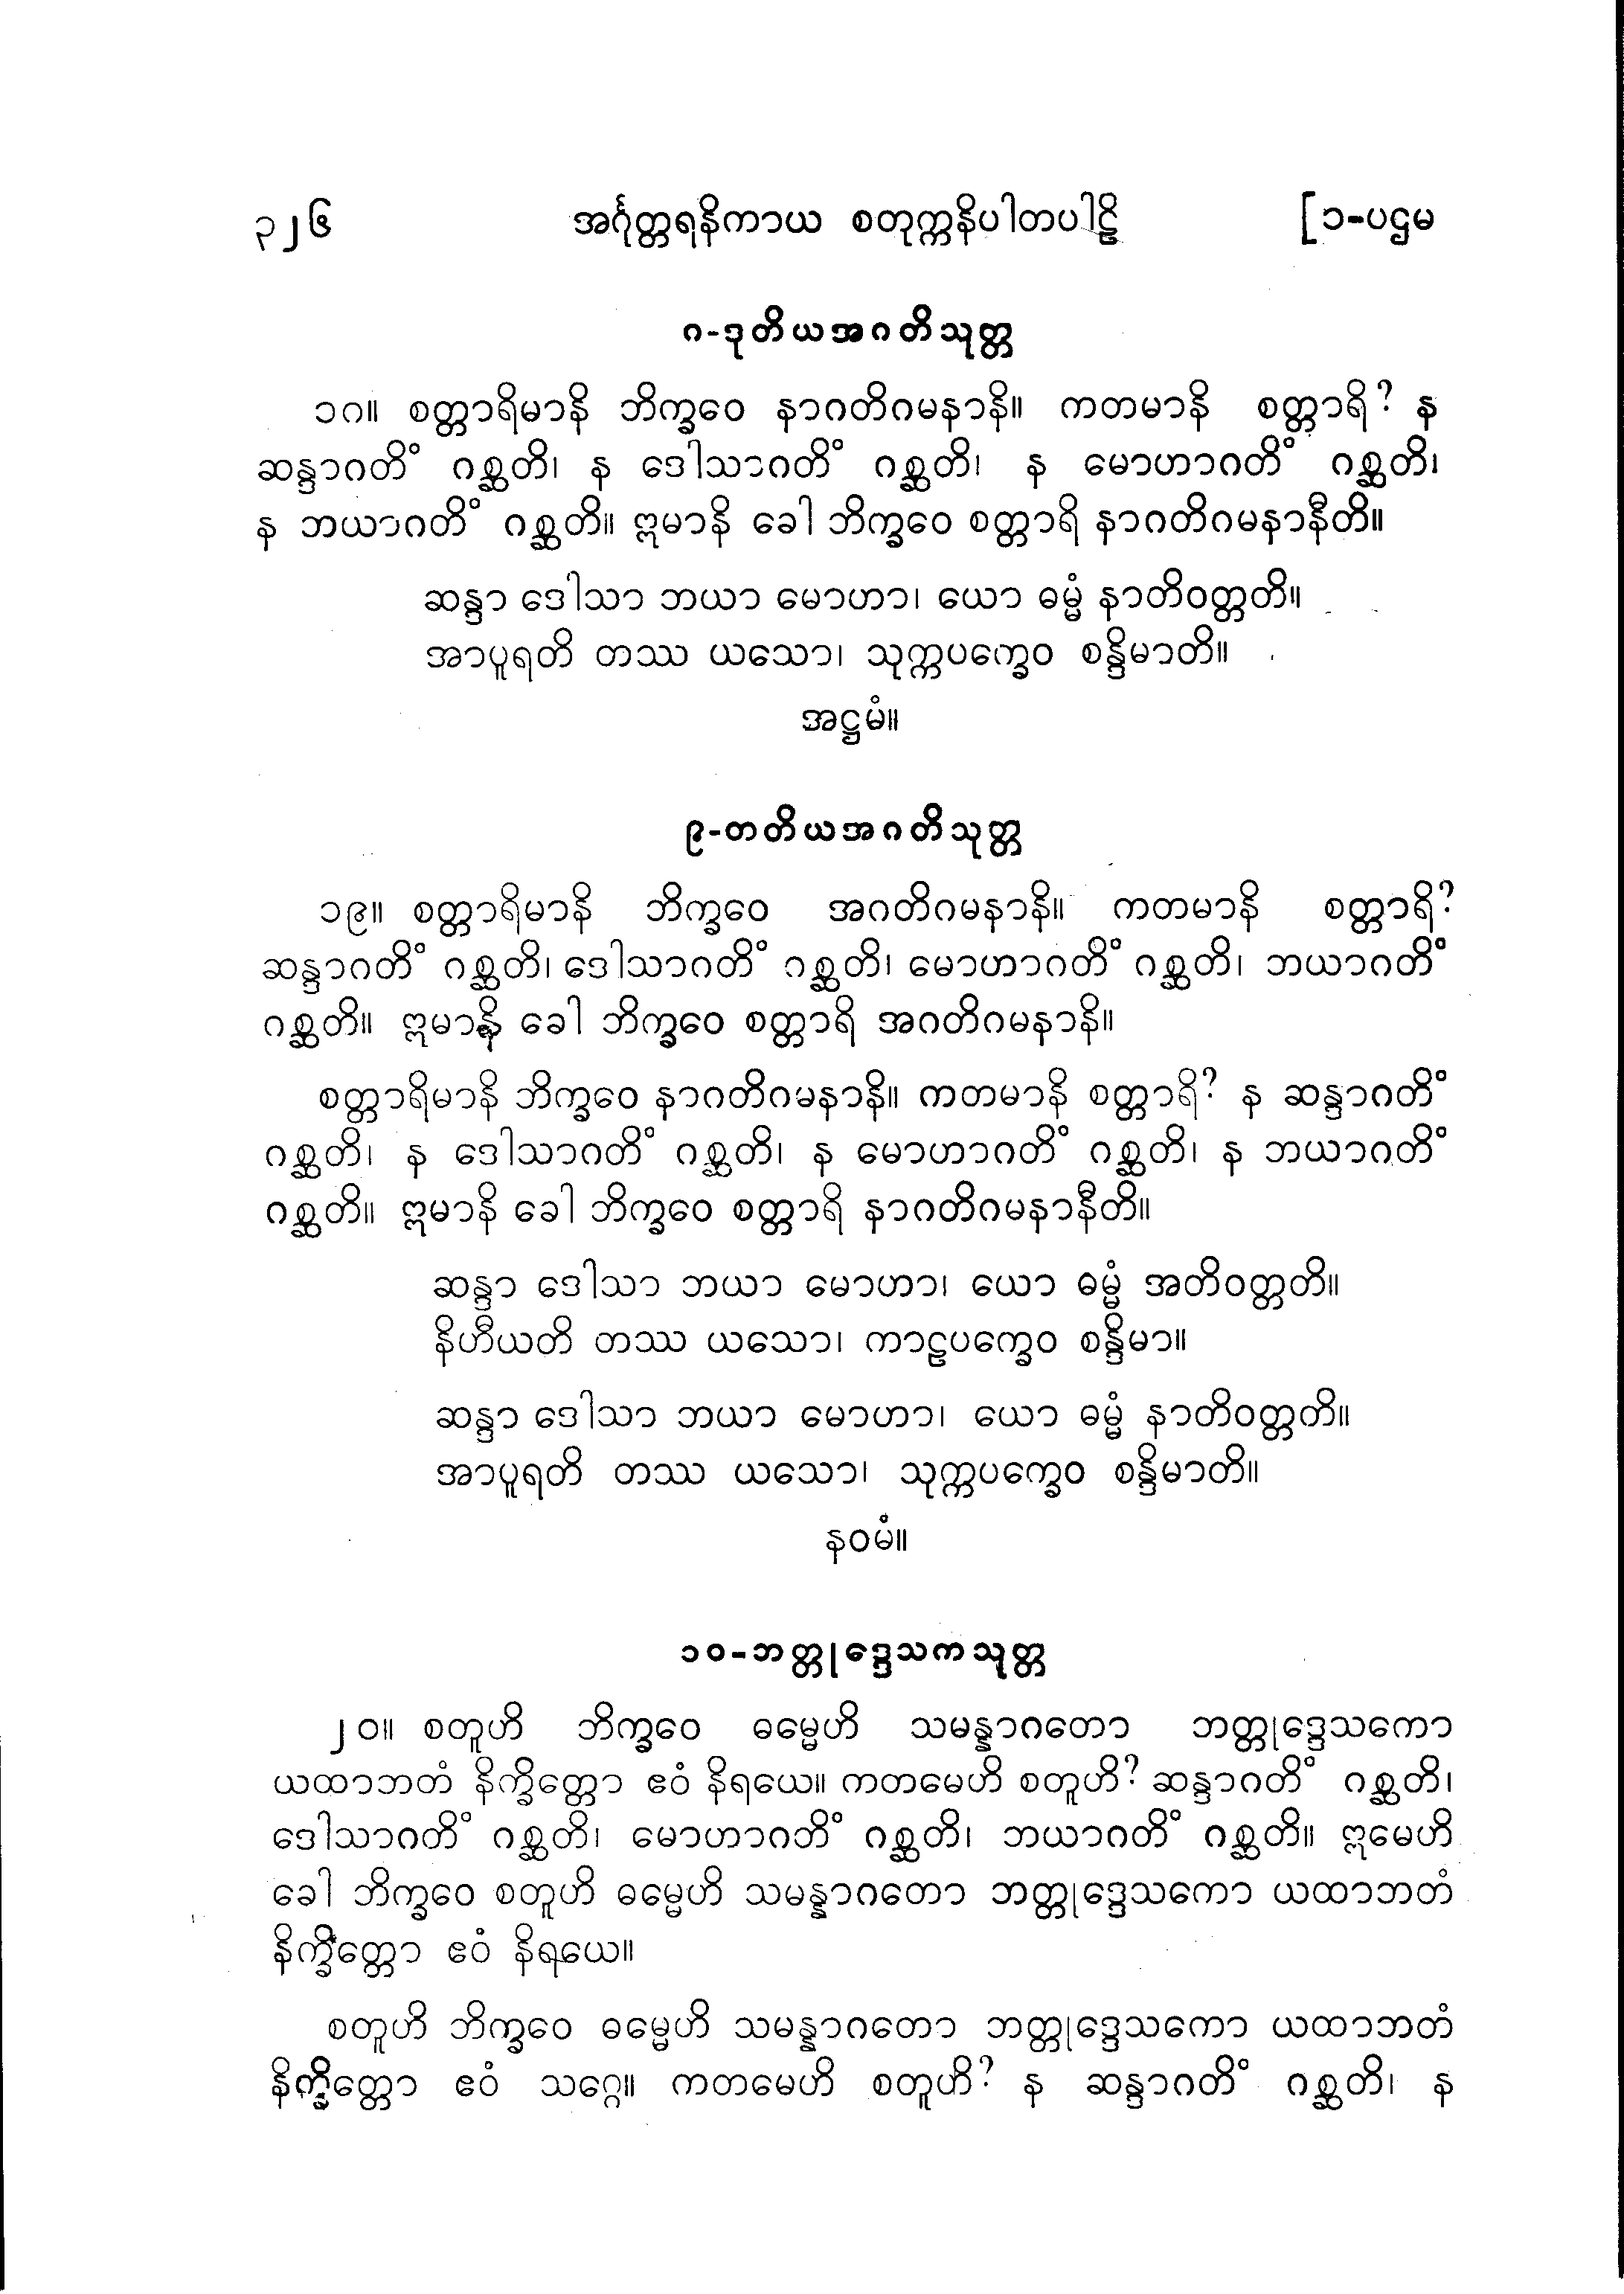 ၃၂၆ အင်္ဂုတ္တရနိကာယ စတုက္ကနိပါတပါဠိ [၁-ပဌမ
ဂ-ဒုတိယအဂတိသုတ္တ
၁ဂ။ စတ္တာရိမာနိ ဘိက္ခဝေ နာဂတိဂမနာနိ။ ကတမာနိ စတ္တာရိ? န
ဆန္ဒာဂတိံ ဂစ္ဆတိ၊ န ဒေါသာဂတိံ ဂစ္ဆတိ၊ န မောဟာဂတိံ ဂစ္ဆတိ၊
န ဘယာဂတိံ ဂစ္ဆတိ။ ဣမာနိ ခေါ ဘိက္ခဝေ စတ္တာရိ နာဂတိဂမနာနီတိ။
ဆန္ဒာ ဒေါသာ ဘယာ မောဟာ၊ ယော ဓမ္မံ နာတိဝတ္တတိ။
အာပူရတိ တဿ ယသော၊ သုက္ကပက္ခေဝ စန္ဒိမာတိ။
အဋ္ဌမံ။
၉-တတိယအဂတိသုတ္တ
၁၉။ စတ္တာရိမာနိ ဘိက္ခဝေ အဂတိဂမနာနိ။ ကတမာနိ စတ္တာရိ?
ဆန္ဒာဂတိံ ဂစ္ဆတိ၊ ဒေါသာဂတိံ ဂစ္ဆတိ၊ မောဟာဂတိံ ဂစ္ဆတိ၊ ဘယာဂတိံ
ဂစ္ဆတိ။ ဣမာနိ ခေါ ဘိက္ခဝေ စတ္တာရိ အဂတိဂမနာနိ။
စတ္တာရိမာနိ ဘိက္ခဝေ နာဂတိဂမနာနိ။ ကတမာနိ စတ္တာရိ? န ဆန္ဒာဂတိံ
ဂစ္ဆတိ၊ န ဒေါသာဂတိံ ဂစ္ဆတိ၊ န မောဟာဂတိံ ဂစ္ဆတိ၊ န ဘယာဂတိံ
ဂစ္ဆတိ။ ဣမာနိ ခေါ ဘိက္ခဝေ စတ္တာရိ နာဂတိဂမနာနီတိ။
ဆန္ဒာ ဒေါသာ ဘယာ မောဟာ၊ ယော ဓမ္မံ အတိဝတ္တတိ။
နိဟီယတိ တဿ ယသော၊ ကာဠပက္ခေဝ စန္ဒိမာ။
ဆန္ဒာ ဒေါသာ ဘယာ မောဟာ၊ ယော ဓမ္မံ နာတိဝတ္တတိ။
အာပူရတိ တဿ ယသော၊ သုက္ကပက္ခေဝ စန္ဒိမာတိ။
နဝမံ။
၁၀-ဘတ္တုဒ္ဒေသကသုတ္တ
၂၀။ စတူဟိ ဘိက္ခဝေ ဓမ္မေဟိ သမန္နာဂတော ဘတ္တုဒ္ဒေသကော
ယထာဘတံ နိက္ခိတ္တော ဧဝံ နိရယေ။ ကတမေဟိ စတူဟိ? ဆန္ဒာဂတိံ ဂစ္ဆတိ၊
ဒေါသာဂတိံ ဂစ္ဆတိ၊ မောဟာဂတိံ ဂစ္ဆတိ၊ ဘယာဂတိံ ဂစ္ဆတိ။ ဣမေဟိ
ခေါ ဘိက္ခဝေ စတူဟိ ဓမ္မေဟိ သမန္နာဂတော ဘတ္တုဒ္ဒေသကော ယထာဘတံ
နိက္ခိတ္တော ဧဝံ နိရယေ။
စတူဟိ ဘိက္ခဝေ ဓမ္မေဟိ သမန္နာဂတော ဘတ္တုဒ္ဒေသကော ယထာဘတံ
နိက္ခိတ္တော ဧဝံ သဂ္ဂေ။ ကတမေဟိ စတူဟိ? န ဆန္ဒာဂတိံ ဂစ္ဆတိ၊ န